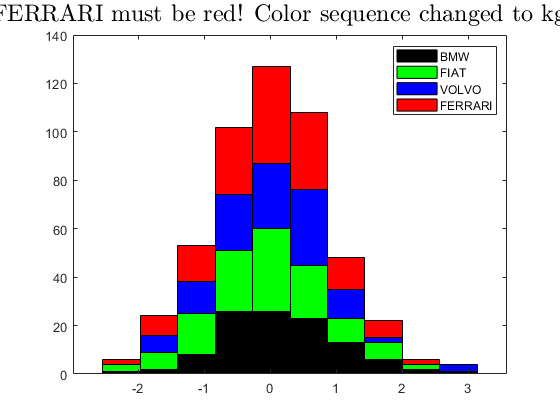 FERRARI must be red! Color sequence changed to kg
140
120
100
80
60
40
20
0
-2 -1 0 1 2 3
BMW
FIAT
VOLVO
FERRARI